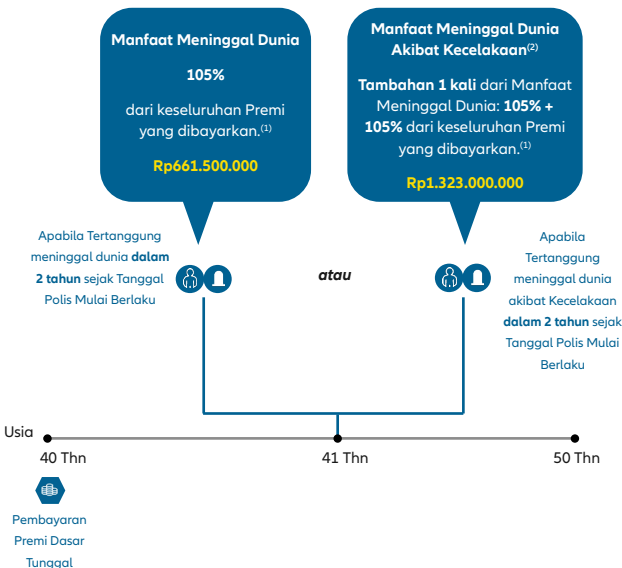 Manfaat Meninggal Dunia
105%
dari keseluruhan Premi
yang dibayarkan.(1)
Rp661.500.000
Manfaat Meninggal Dunia
Akibat Kecelakaan(2)
Tambahan 1 kali dari Manfaat
Meninggal Dunia: 105% +
105% dari keseluruhan Premi
yang dibayarkan.(1)
Rp1.323.000.000
Apabila Tertanggung
meninggal dunia dalam
2 tahun sejak Tanggal
Polis Mulai Berlaku
atau
Apabila
Tertanggung
meninggal dunia
akibat Kecelakaan
dalam 2 tahun sejak
Tanggal Polis Mulai
Berlaku
Usia
40 Thn
41 Thn
50 Thn
Pembayaran
Premi Dasar
Tunggal